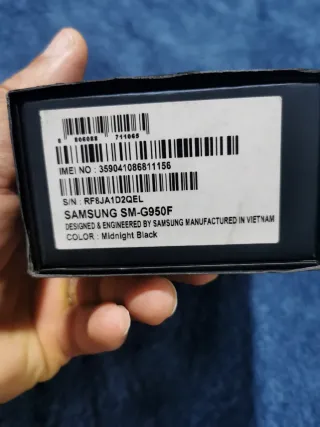 IMEI NO : 359041086811156
S/N : RF8JA1D2QEL
SAMSUNG SM-G950F
DESIGNED & ENGINEERED BY SAMSUNG MANUFACTURED IN VIETNAM
COLOR : Midnight Black